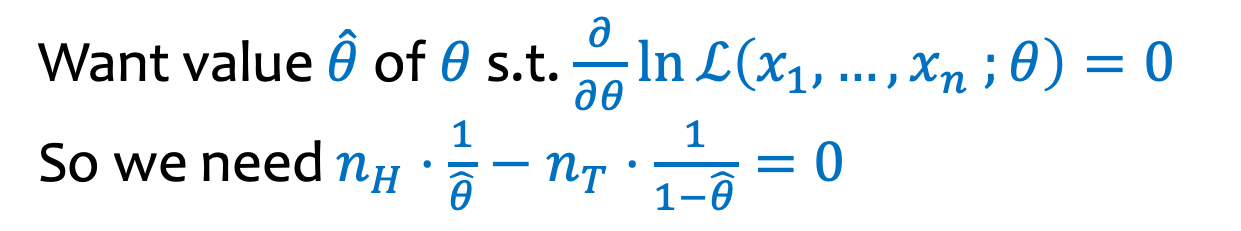 Want value θ̂ of θ s.t. ∂/∂θ ln ℒ(x₁, … , xₙ ; θ) = 0
So we need n_H · 1/θ̂ − n_T · 1/(1−θ̂) = 0